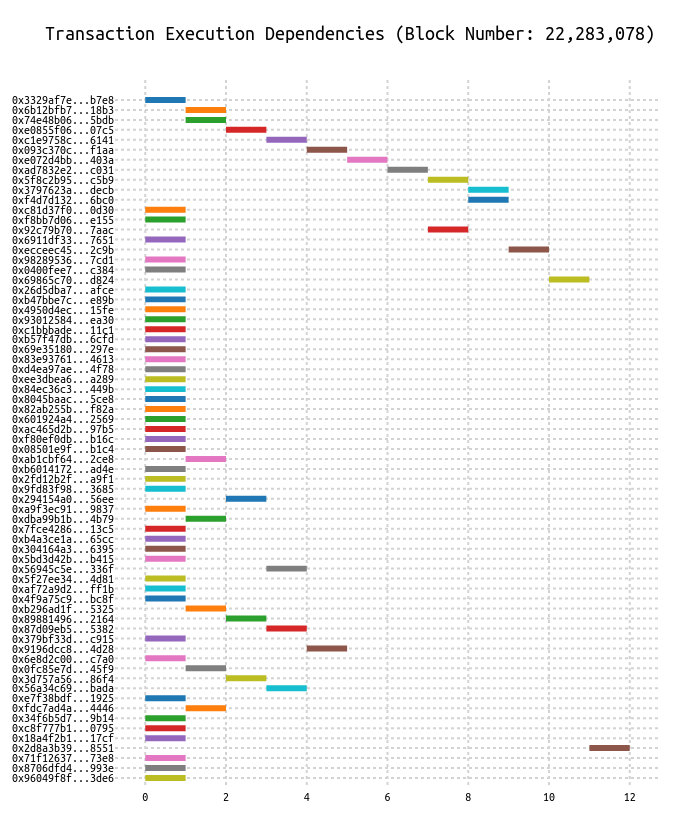 Transaction Execution Dependencies (Block Number: 22,283,078)
0x3329af7e...b7e8
0x6b12bfb7...18b3
0x74e48b06...5bdb
0xe0855f06...07c5
0xc1e9758c...6141
0x093c370c...f1aa
0xe072d4bb...403a
0xad7832e2...c031
0x5f8c2b95...c5b9
0x3797623a...decb
0xf4d7d132...6bc0
0xc81d37f0...0d30
0xf8bb7d06...e155
0x92c79b70...7aac
0x6911df33...7651
0xecceec45...2c9b
0x98289536...7cd1
0x0400fee7...c384
0x69865c70...d824
0x26d5dba7...afce
0xb47bbe7c...e89b
0x4950d4ec...15fe
0x93012584...ea30
0xc1bbbade...11c1
0xb57f47db...6cfd
0x69e35180...297e
0x83e93761...4613
0xd4ea97ae...4f78
0xee3dbea6...a289
0x84ec36c3...449b
0x8045baac...5ce8
0x82ab255b...f82a
0x601924a4...2569
0xac465d2b...97b5
0xf80ef0db...b16c
0x08501e9f...b1c4
0xab1cbf64...2ce8
0xb6014172...ad4e
0x2fd12b2f...a9f1
0x9fd83f98...3685
0x294154a0...56ee
0xa9f3ec91...9837
0xdba99b1b...4b79
0x7fce4286...13c5
0xb4a3ce1a...65cc
0x304164a3...6395
0x5bd3d42b...b415
0x56945c5e...336f
0x5f27ee34...4d81
0xaf72a9d2...ff1b
0x4f9a75c9...bc8f
0xb296ad1f...5325
0x89881496...2164
0x87d09eb5...5382
0x379bf33d...c915
0x9196dcc8...4d28
0x6e8d2c00...c7a0
0x0fc85e7d...45f9
0x3d757a56...86f4
0x56a34c69...bada
0xe7f38bdf...1925
0xfdc7ad4a...4446
0x34f6b5d7...9b14
0xc8f777b1...0795
0x18a4f2b1...17cf
0x2d8a3b39...8551
0x71f12637...73e8
0x8706dfd4...993e
0x96049f8f...3de6
0 2 4 6 8 10 12